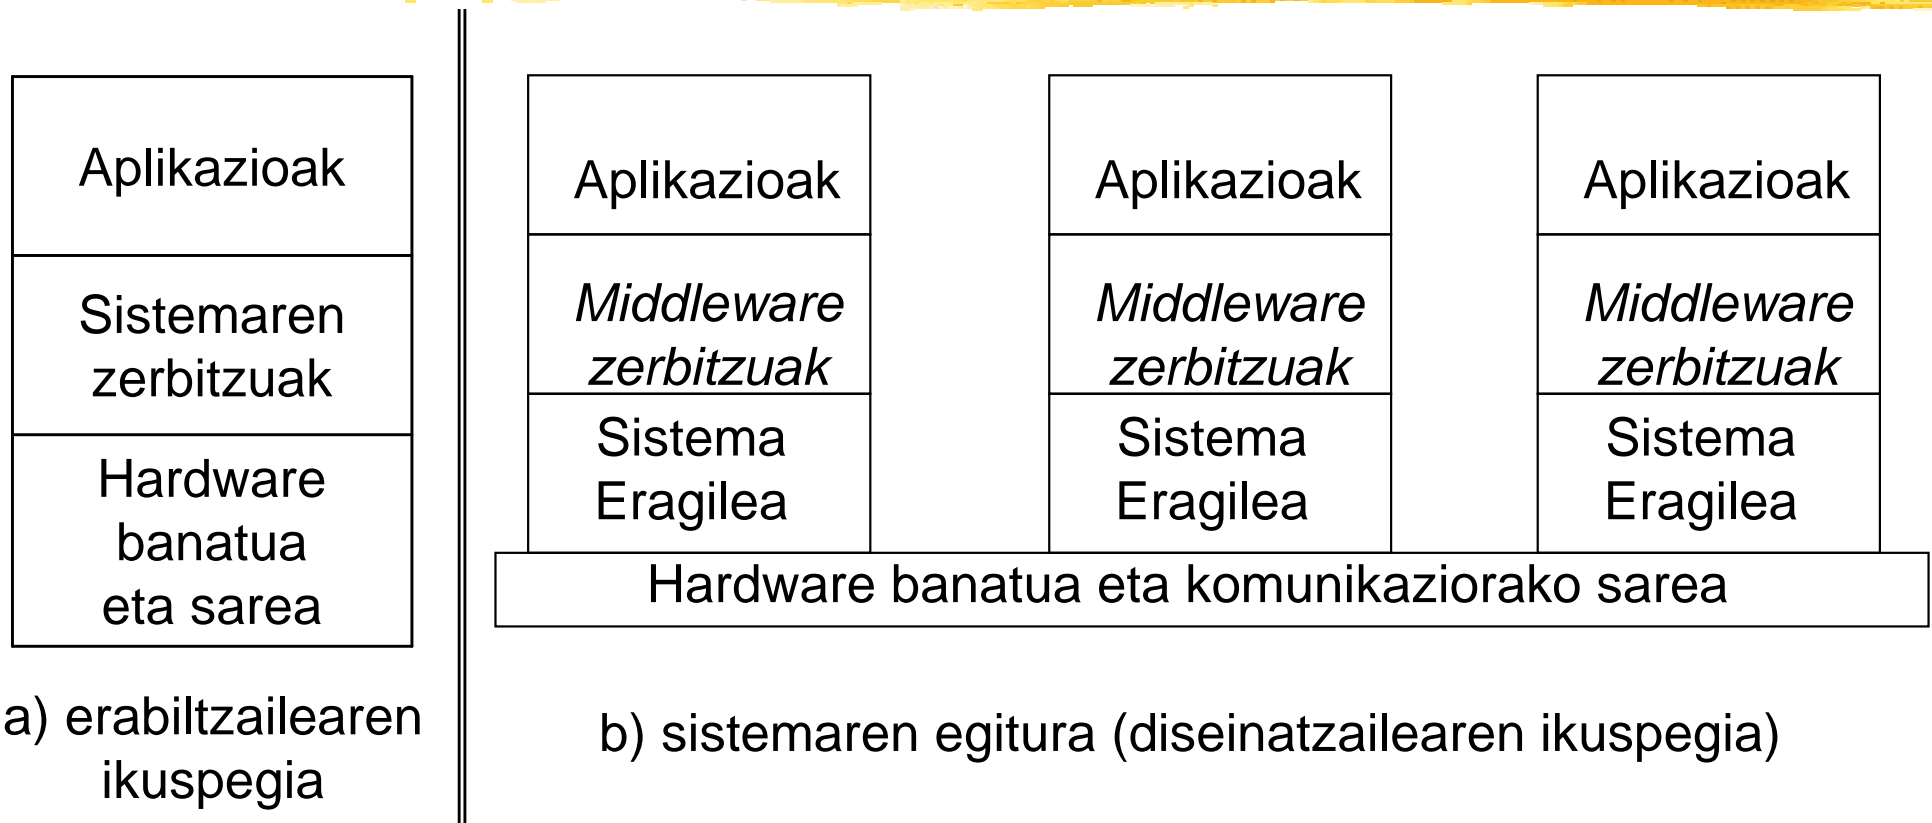 Aplikazioak
Sistemaren
zerbitzuak
Hardware
banatua
eta sarea
a) erabiltzailearen
ikuspegia
Aplikazioak
Middleware
zerbitzuak
Sistema
Eragilea
Aplikazioak
Middleware
zerbitzuak
Sistema
Eragilea
Aplikazioak
Middleware
zerbitzuak
Sistema
Eragilea
Hardware banatua eta komunikaziorako sarea
b) sistemaren egitura (diseinatzailearen ikuspegia)